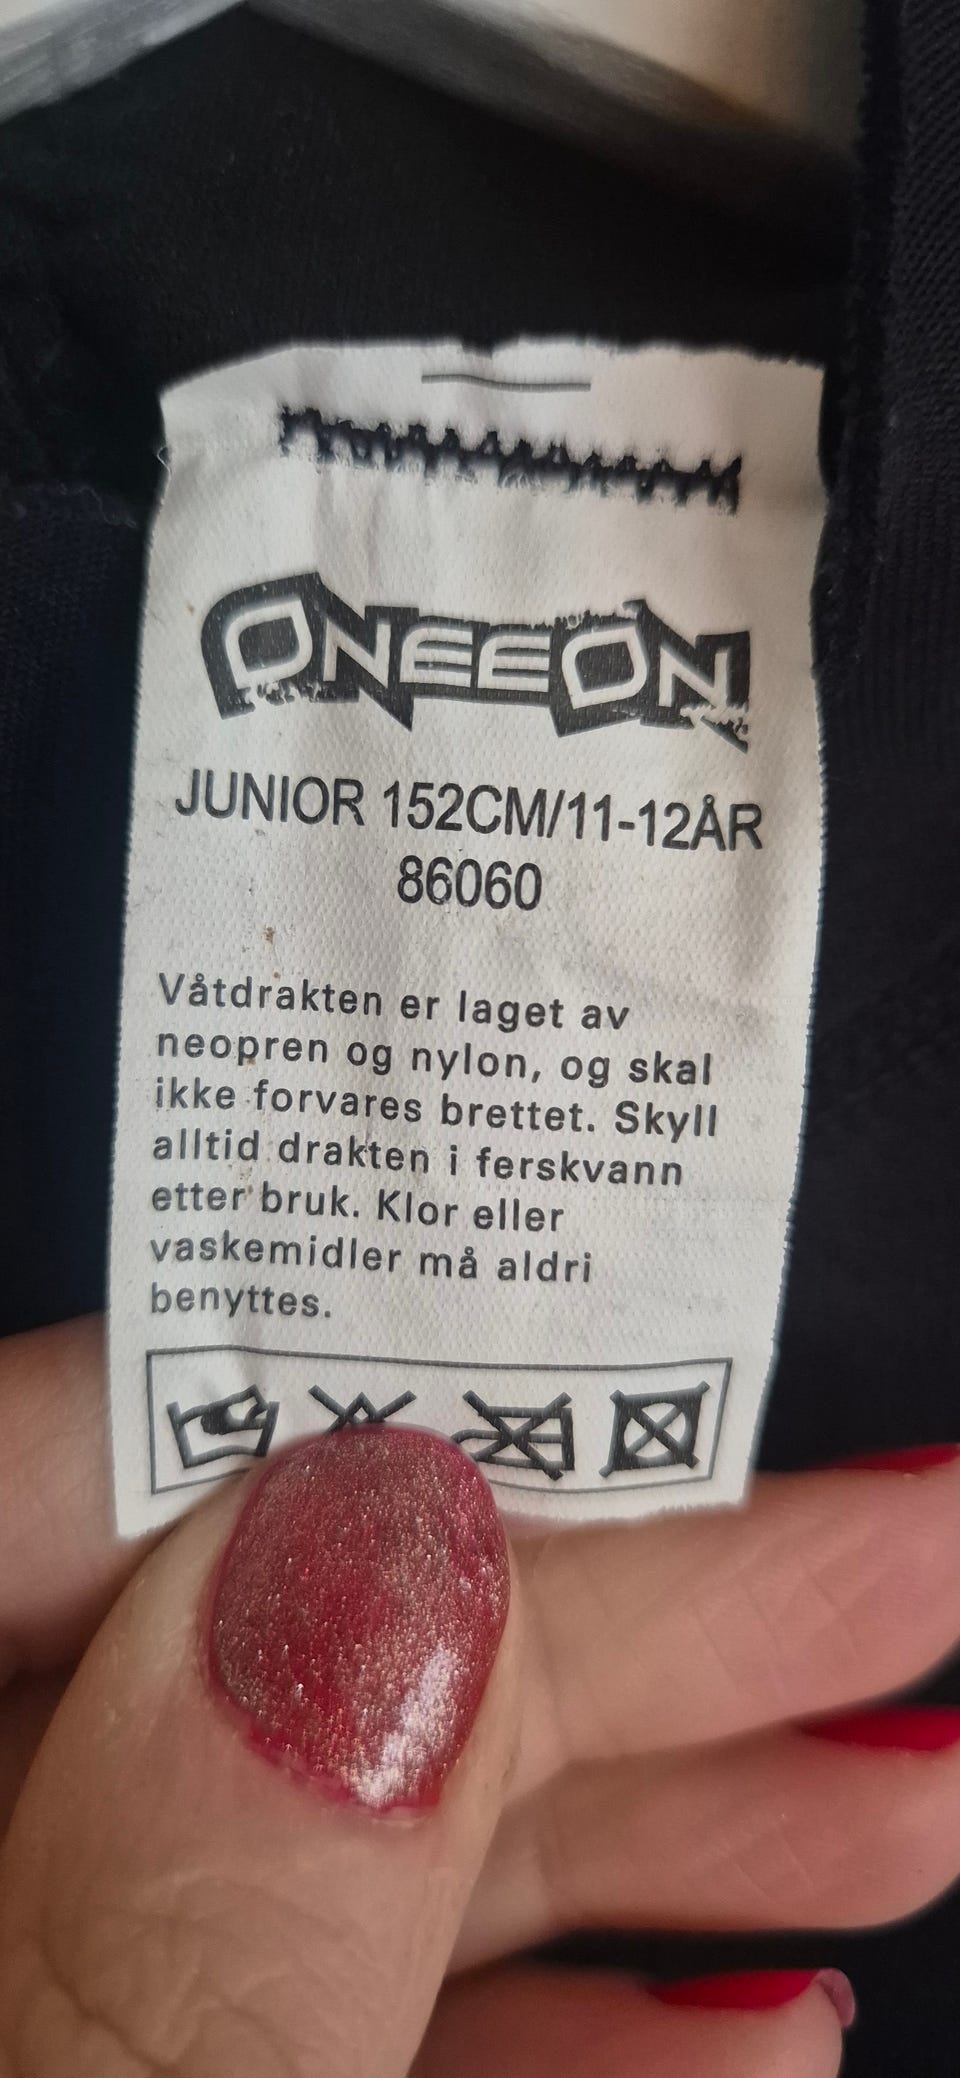 ONEEON
JUNIOR 152CM/11-12ÅR
86060
Våtdrakten er laget av
neopren og nylon, og skal
ikke forvares brettet. Skyll
alltid drakten i ferskvann
etter bruk. Klor eller
vaskemidler må aldri
benyttes.